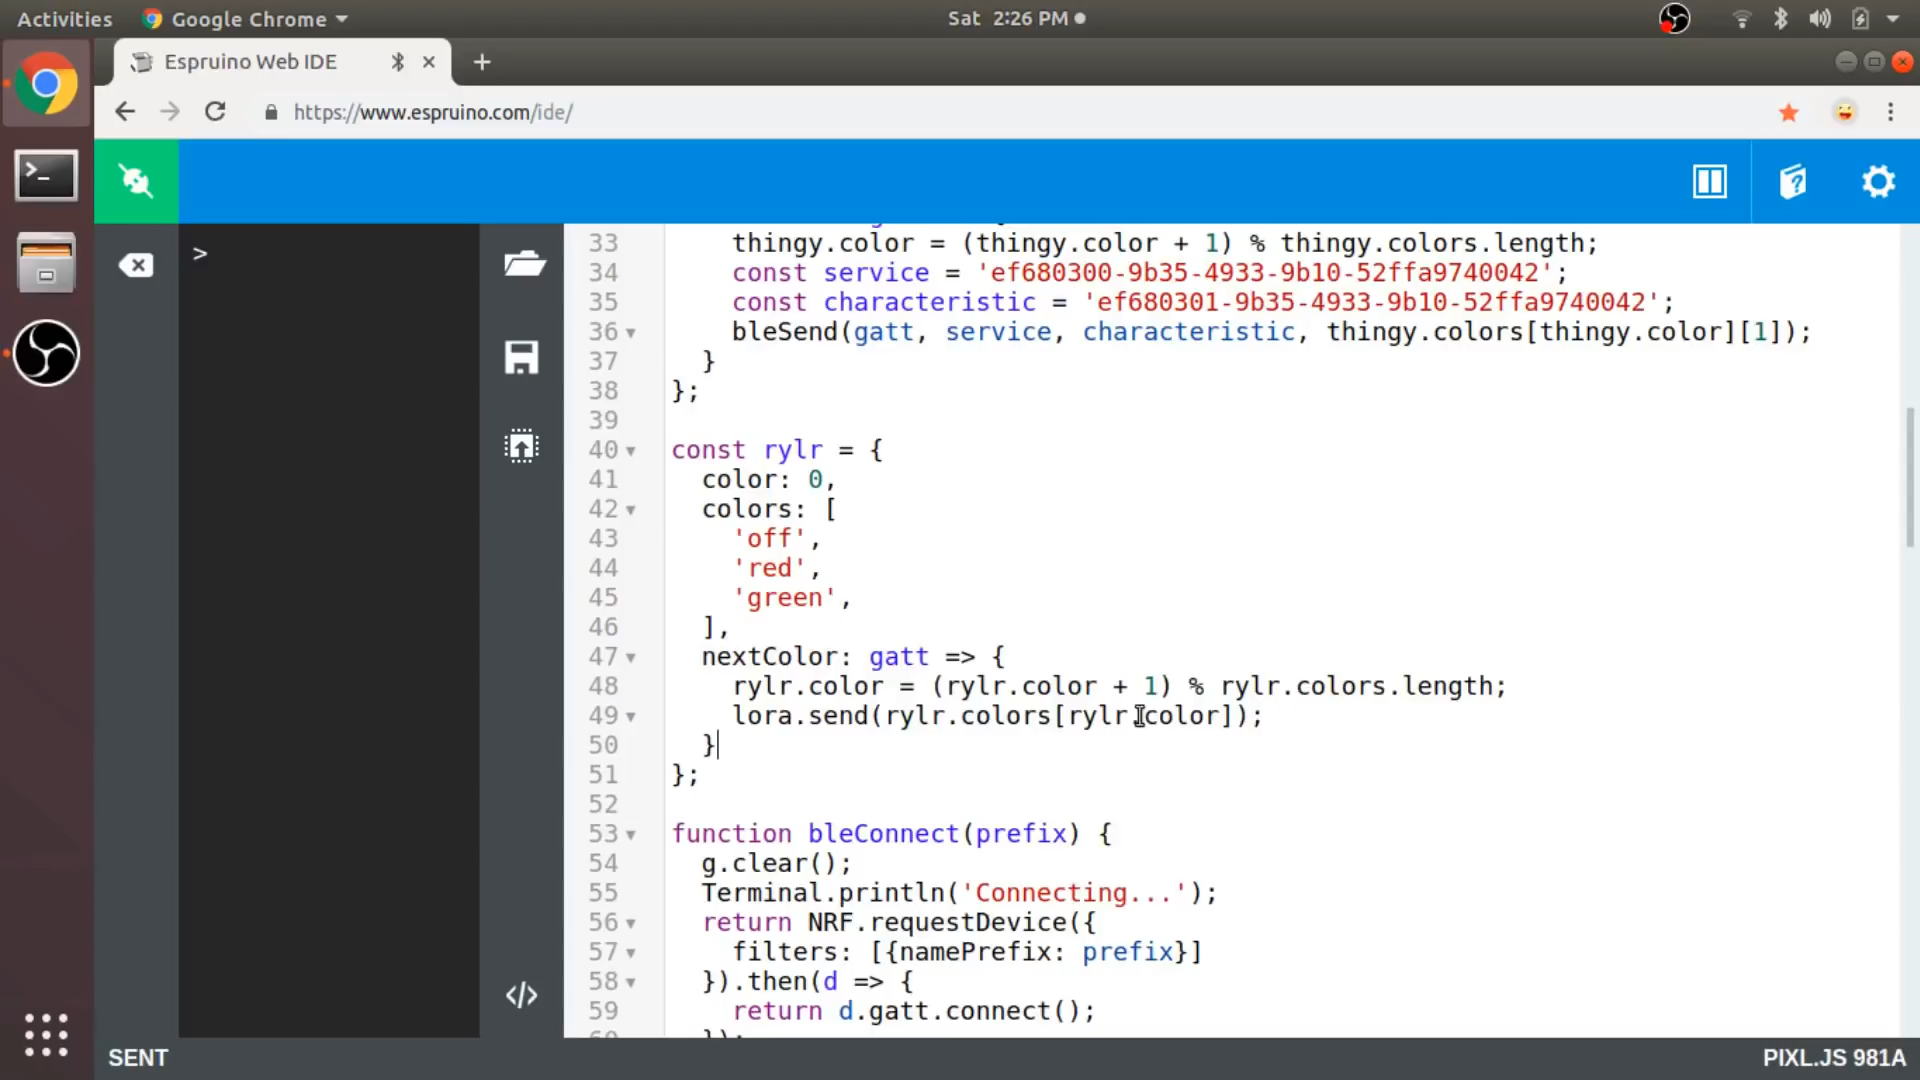 Activities Google Chrome Sat 2:26 PM
Espruino Web IDE
https://www.espruino.com/ide/
>
33 thingy.color = (thingy.color + 1) % thingy.colors.length;
34 const service = 'ef680300-9b35-4933-9b10-52ffa9740042';
35 const characteristic = 'ef680301-9b35-4933-9b10-52ffa9740042';
36 bleSend(gatt, service, characteristic, thingy.colors[thingy.color][1]);
37 }
38 };
39
40 const rylr = {
41 color: 0,
42 colors: [
43 'off',
44 'red',
45 'green',
46 ],
47 nextColor: gatt => {
48 rylr.color = (rylr.color + 1) % rylr.colors.length;
49 lora.send(rylr.colors[rylr.color]);
50 }
51 };
52
53 function bleConnect(prefix) {
54 g.clear();
55 Terminal.println('Connecting...');
56 return NRF.requestDevice({
57 filters: [{namePrefix: prefix}]
58 }).then(d => {
59 return d.gatt.connect();
SENT PIXL.JS 981A